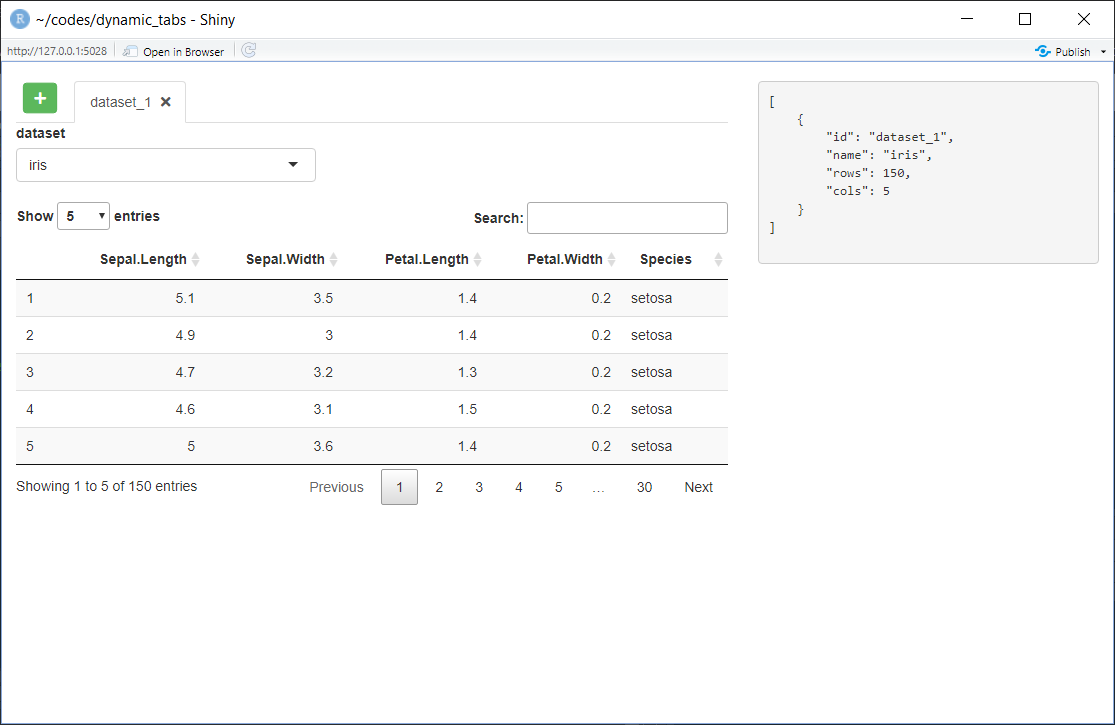 R ~/codes/dynamic_tabs - Shiny
http://127.0.0.1:5028 Open in Browser Publish
+ dataset_1 ×
dataset
iris
Show 5 entries Search:
Sepal.Length Sepal.Width Petal.Length Petal.Width Species
1 5.1 3.5 1.4 0.2 setosa
2 4.9 3 1.4 0.2 setosa
3 4.7 3.2 1.3 0.2 setosa
4 4.6 3.1 1.5 0.2 setosa
5 5 3.6 1.4 0.2 setosa
Showing 1 to 5 of 150 entries Previous 1 2 3 4 5 … 30 Next
[
{
"id": "dataset_1",
"name": "iris",
"rows": 150,
"cols": 5
}
]